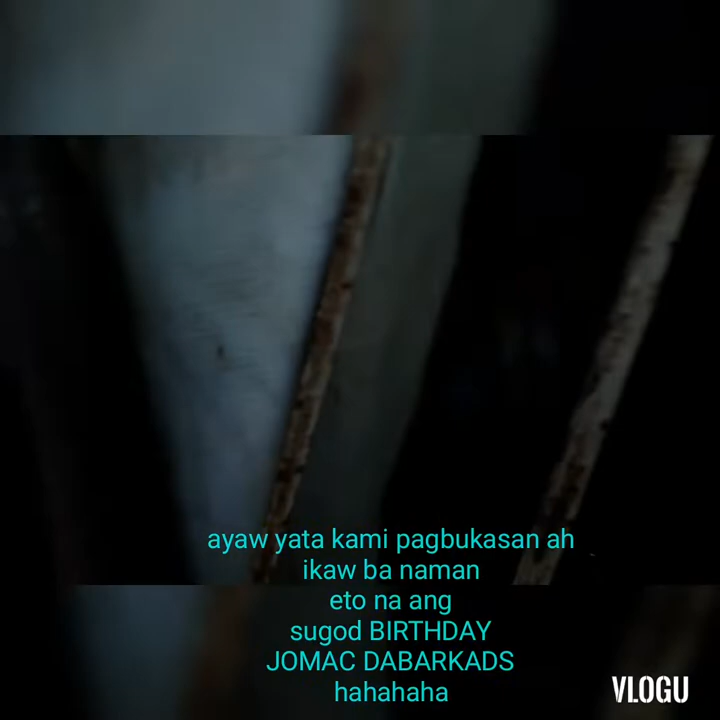 ayaw yata kami pagbukasan ah
ikaw ba naman
eto na ang
sugod BIRTHDAY
JOMAC DABARKADS
hahahaha
VLOGU